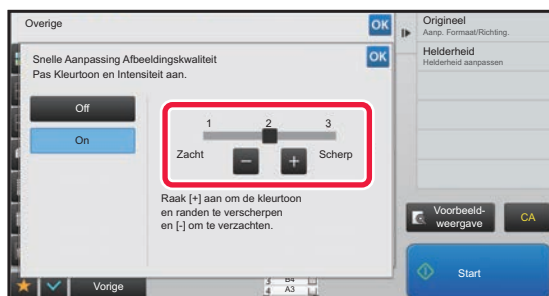 Overige
OK
Snelle Aanpassing Afbeeldingskwaliteit
Pas Kleurtoon en Intensiteit aan.
OK
Off
On
1 2 3
Zacht - + Scherp
Raak [+] aan om de kleurtoon
en randen te verscherpen
en [-] om te verzachten.
Vorige
3 B4
4 A3
Origineel
Aanp. Formaat/Richting.
Helderheid
Helderheid aanpassen
Voorbeeld-
weergave
CA
Start